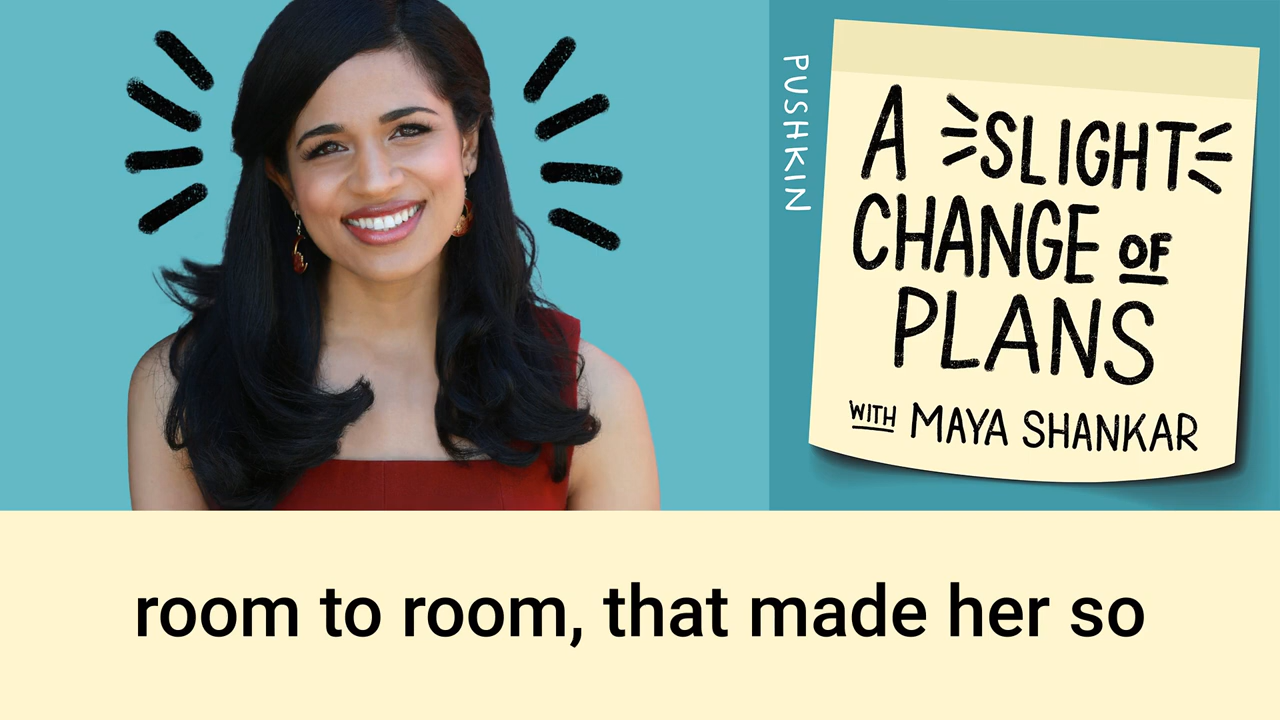 PUSHKIN
A SLIGHT
CHANGE OF
PLANS
WITH MAYA SHANKAR
room to room, that made her so